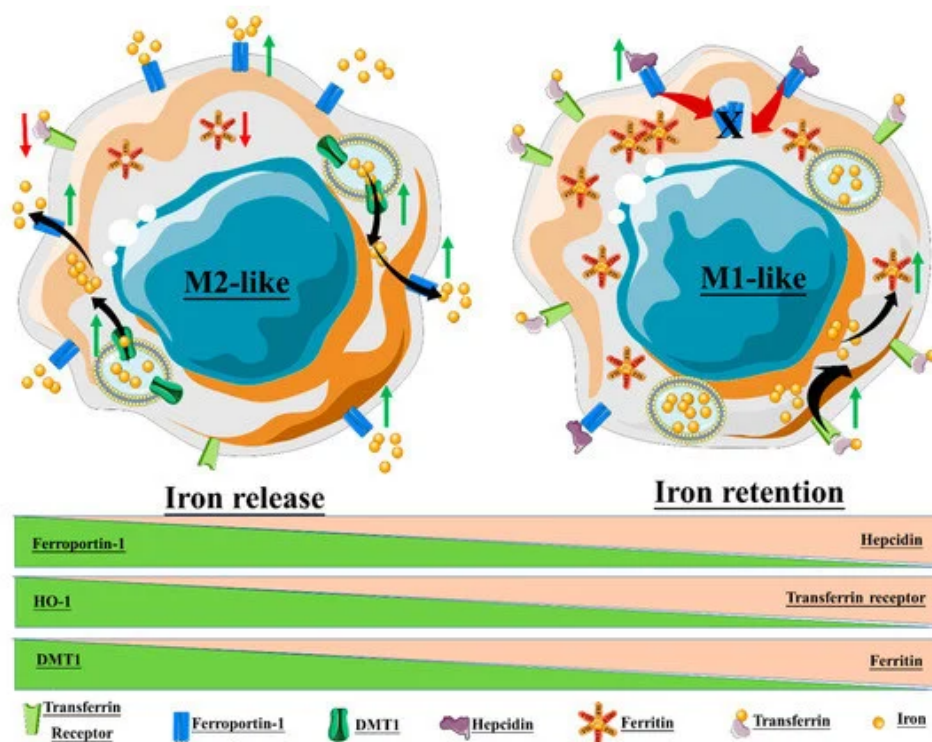 M2-like
M1-like
X
Iron release
Iron retention
Ferroportin-1
Hepcidin
HO-1
Transferrin receptor
DMT1
Ferritin
Transferrin
Receptor
Ferroportin-1
DMT1
Hepcidin
Ferritin
Transferrin
Iron